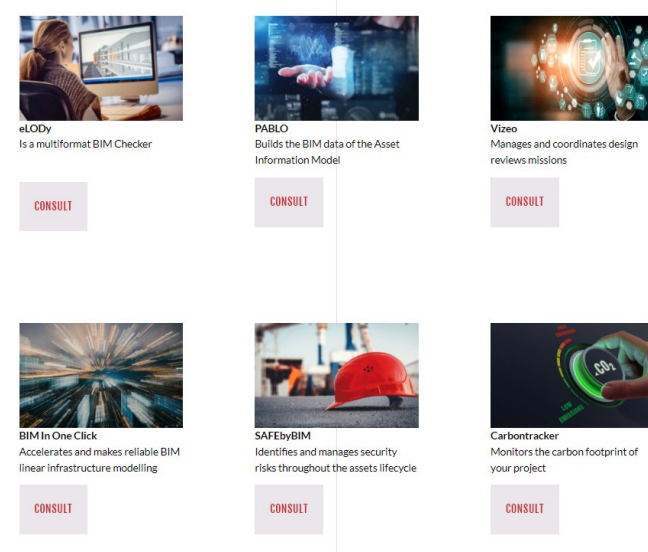 eLODy
Is a multiformat BIM Checker
CONSULT
PABLO
Builds the BIM data of the Asset
Information Model
CONSULT
Vizeo
Manages and coordinates design
reviews missions
CONSULT
CO2
LOW
EMISSIONS
BIM In One Click
Accelerates and makes reliable BIM
linear infrastructure modelling
CONSULT
SAFEbyBIM
Identifies and manages security
risks throughout the assets lifecycle
CONSULT
Carbontracker
Monitors the carbon footprint of
your project
CONSULT